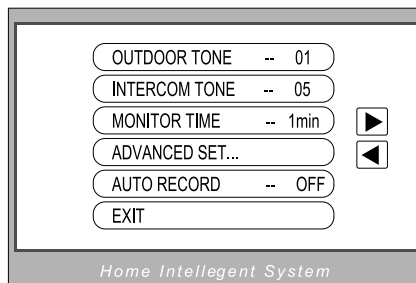 OUTDOOR TONE -- 01
INTERCOM TONE -- 05
MONITOR TIME -- 1min
ADVANCED SET...
AUTO RECORD -- OFF
EXIT
Home Intellegent System